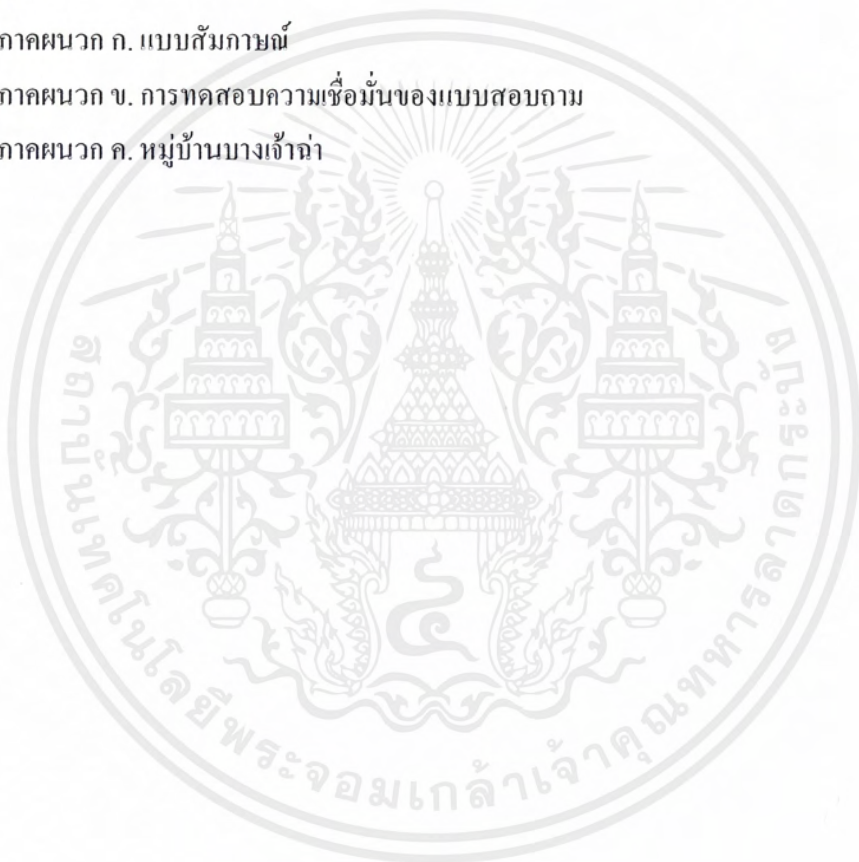 ภาคผนวก ก. แบบสัมภาษณ์
ภาคผนวก ข. การทดสอบความเชื่อมั่นของแบบสอบถาม
ภาคผนวก ค. หมู่บ้านบางเจ้าฉ่า
สถาบันเทคโนโลยีพระจอมเกล้าเจ้าคุณทหารลาดกระบัง